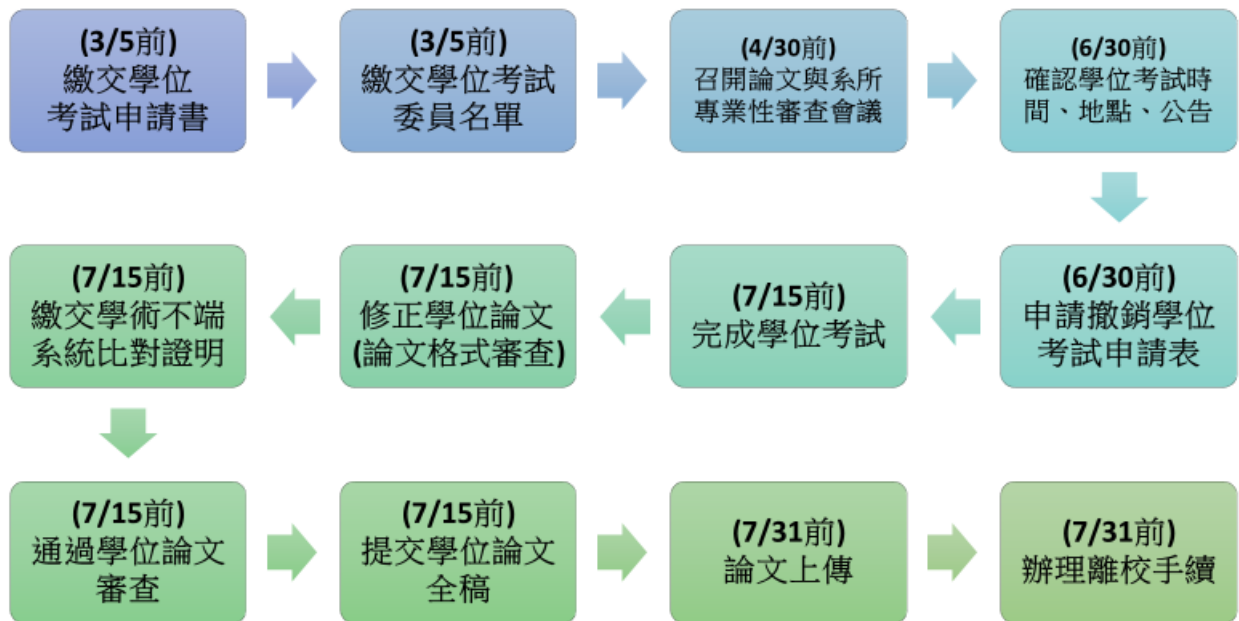 (3/5前)
繳交學位
考試申請書
(3/5前)
繳交學位考試
委員名單
(4/30前)
召開論文與系所
專業性審查會議
(6/30前)
確認學位考試時
間、地點、公告
(6/30前)
申請撤銷學位
考試申請表
(7/15前)
完成學位考試
(7/15前)
修正學位論文
(論文格式審查)
(7/15前)
繳交學術不端
系統比對證明
(7/15前)
通過學位論文
審查
(7/15前)
提交學位論文
全稿
(7/31前)
論文上傳
(7/31前)
辦理離校手續